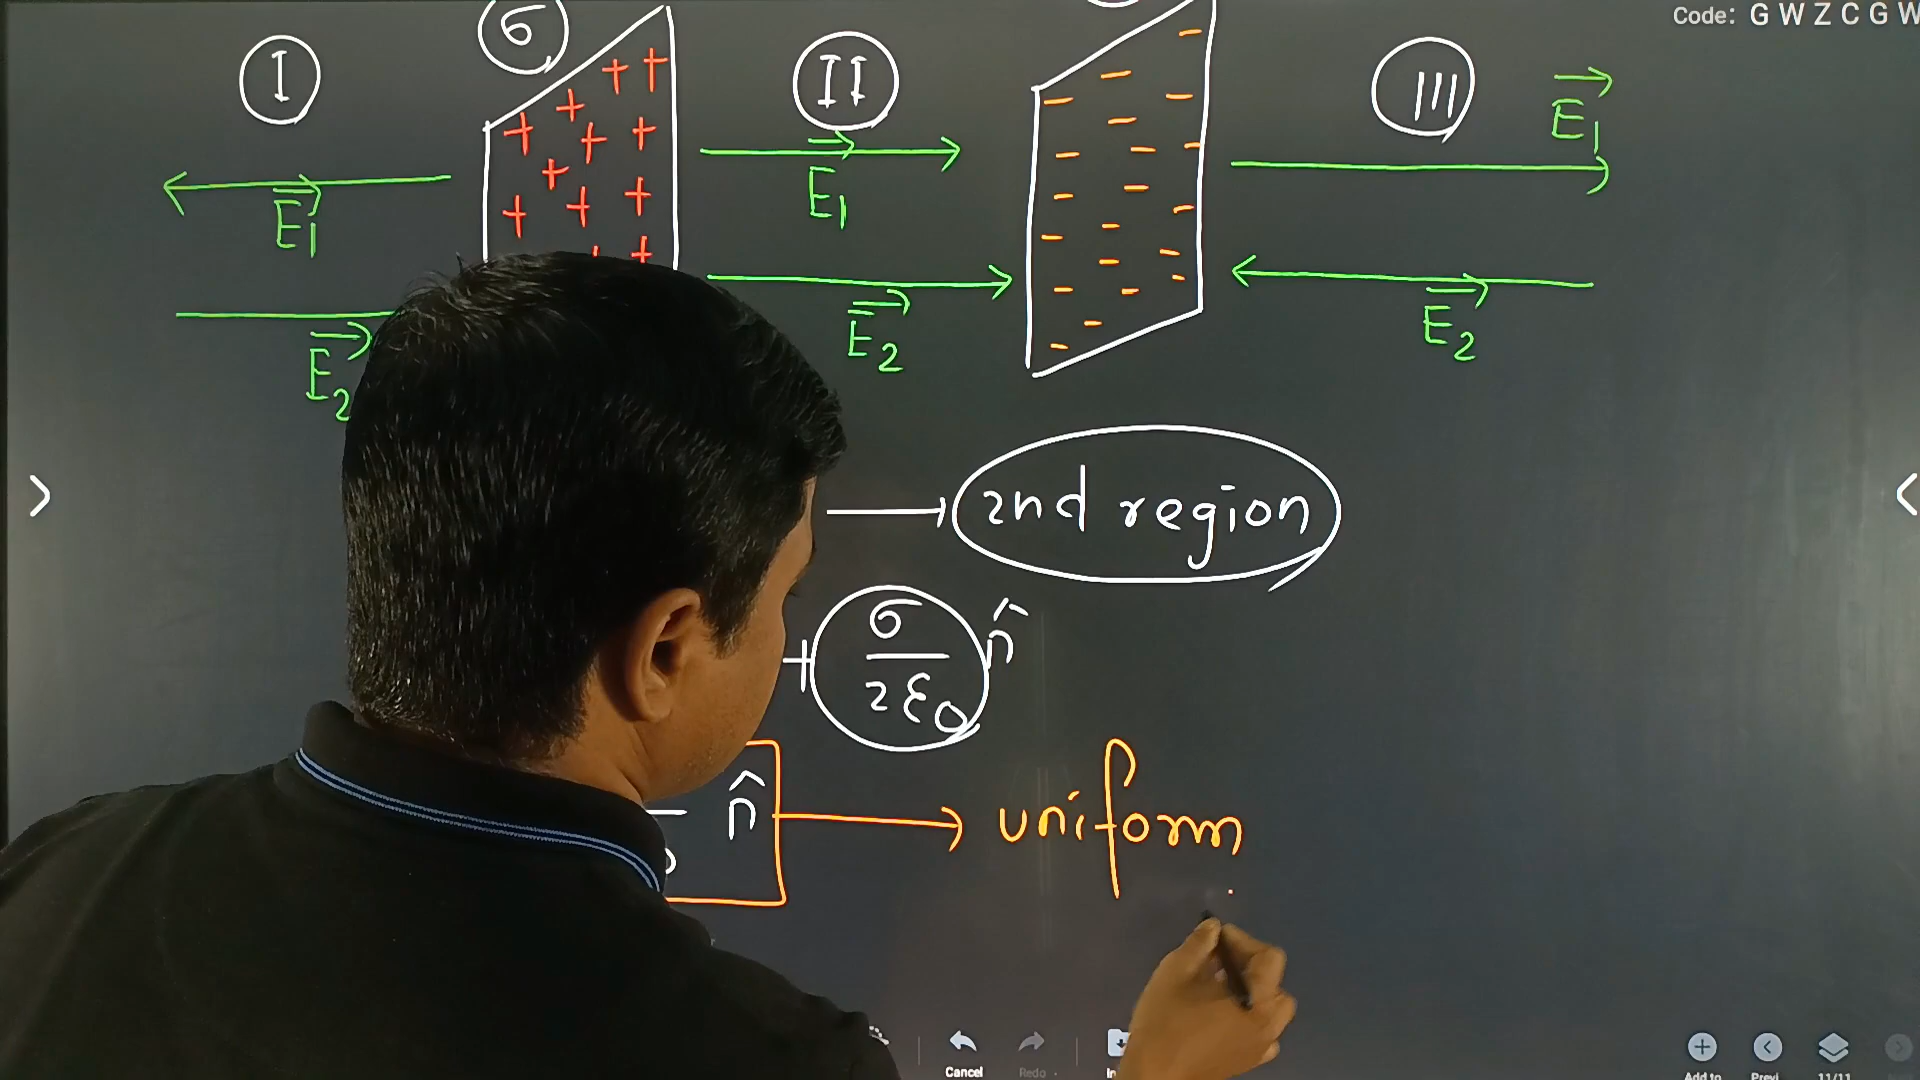 Code: G W Z C G W
σ
I
II
III
E₁
E₁
E₁
E₂
E₂
E₂
2nd region
+ σ/2ε₀ n̂
n̂ → uniform
Cancel
Redo
Add to
Previ
11/11